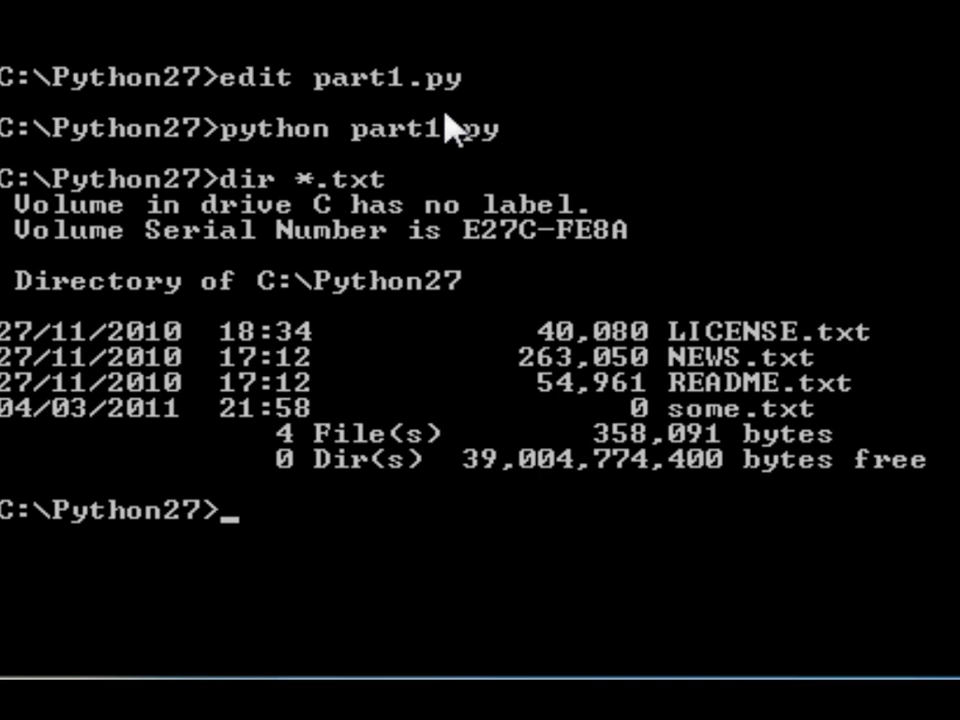 C:\Python27>edit part1.py
C:\Python27>python part1.py
C:\Python27>dir *.txt
Volume in drive C has no label.
Volume Serial Number is E27C-FE8A
Directory of C:\Python27
27/11/2010 18:34 40,080 LICENSE.txt
27/11/2010 17:12 263,050 NEWS.txt
27/11/2010 17:12 54,961 README.txt
04/03/2011 21:58 0 some.txt
4 File(s) 358,091 bytes
0 Dir(s) 39,004,774,400 bytes free
C:\Python27>_